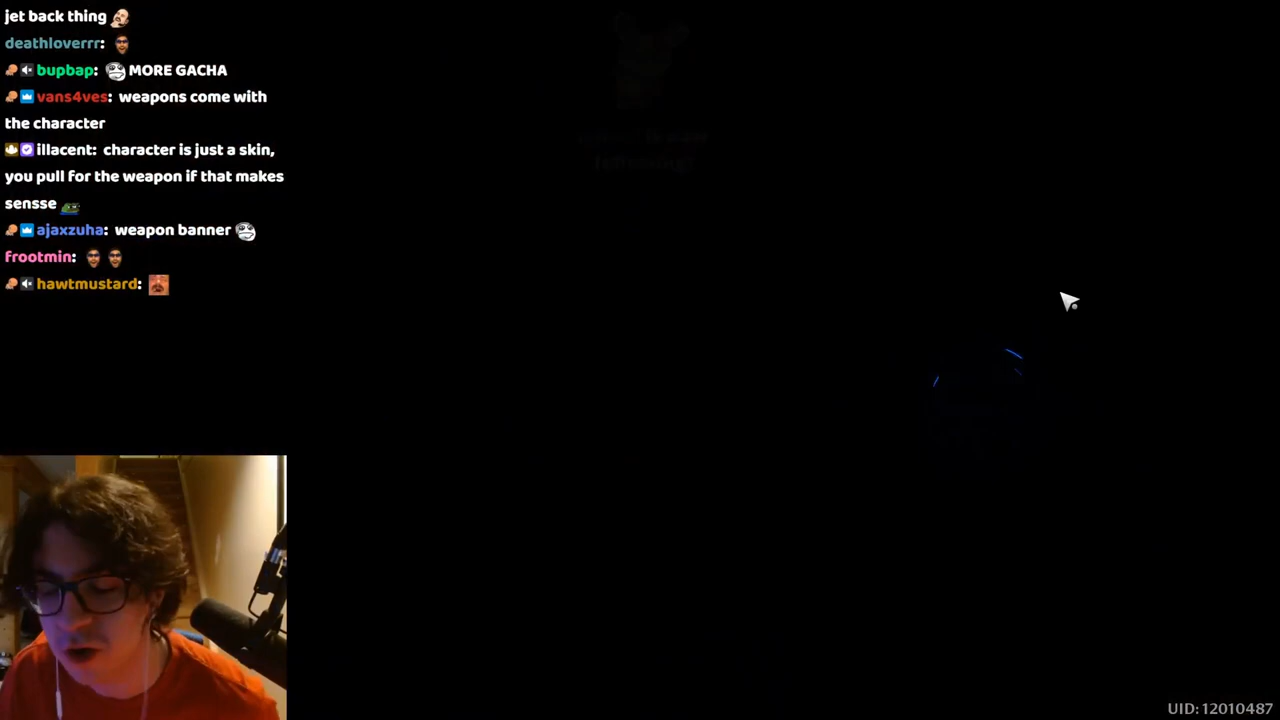 jet back thing
deathloverrr:
bupbap: MORE GACHA
vans4ves: weapons come with
the character
illacent: character is just a skin,
you pull for the weapon if that makes
sensse
ajaxzuha: weapon banner
frootmin:
hawtmustard:
UID: 12010487